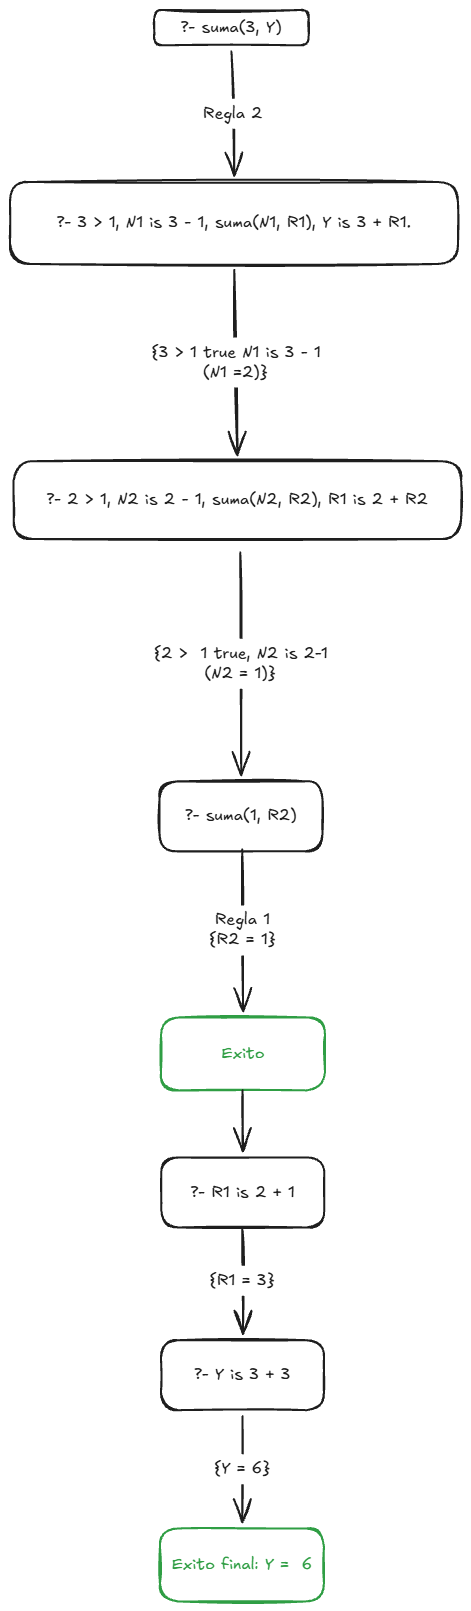 ?- suma(3, Y)
Regla 2
?- 3 > 1, N1 is 3 - 1, suma(N1, R1), Y is 3 + R1.
{3 > 1 true N1 is 3 - 1
(N1 =2)}
?- 2 > 1, N2 is 2 - 1, suma(N2, R2), R1 is 2 + R2
{2 > 1 true, N2 is 2-1
(N2 = 1)}
?- suma(1, R2)
Regla 1
{R2 = 1}
Exito
?- R1 is 2 + 1
{R1 = 3}
?- Y is 3 + 3
{Y = 6}
Exito final: Y = 6